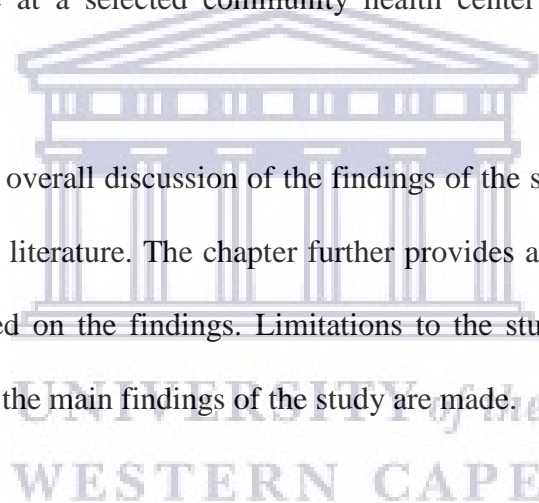 at a selected community health center
overall discussion of the findings of the s
literature. The chapter further provides a
ed on the findings. Limitations to the stu
the main findings of the study are made.
UNIVERSITY of the
WESTERN CAPE